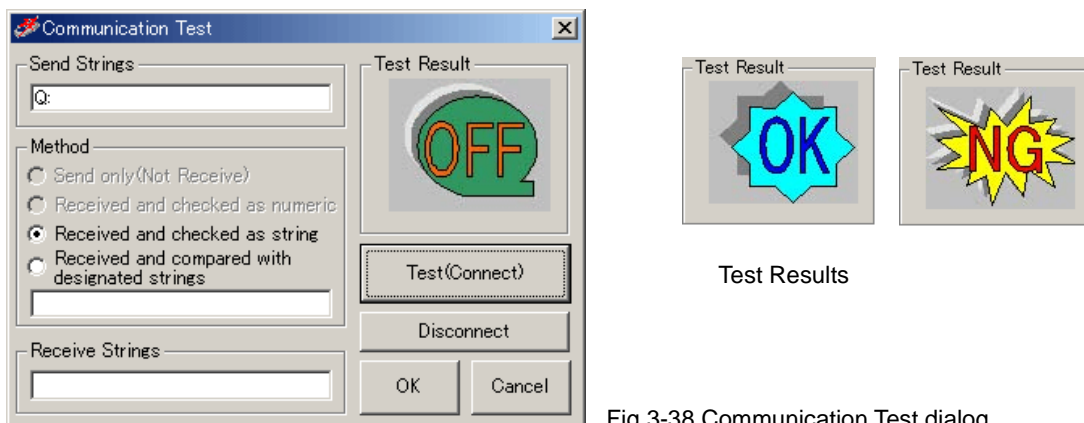 Communication Test
Send Strings
Q:
Method
Send only(Not Receive)
Received and checked as numeric
Received and checked as string
Received and compared with
designated strings
Receive Strings
Test Result
OFF
Test(Connect)
Disconnect
OK
Cancel
Test Result
OK
Test Result
NG
Test Results
Fig 3-38 Communication Test dialog